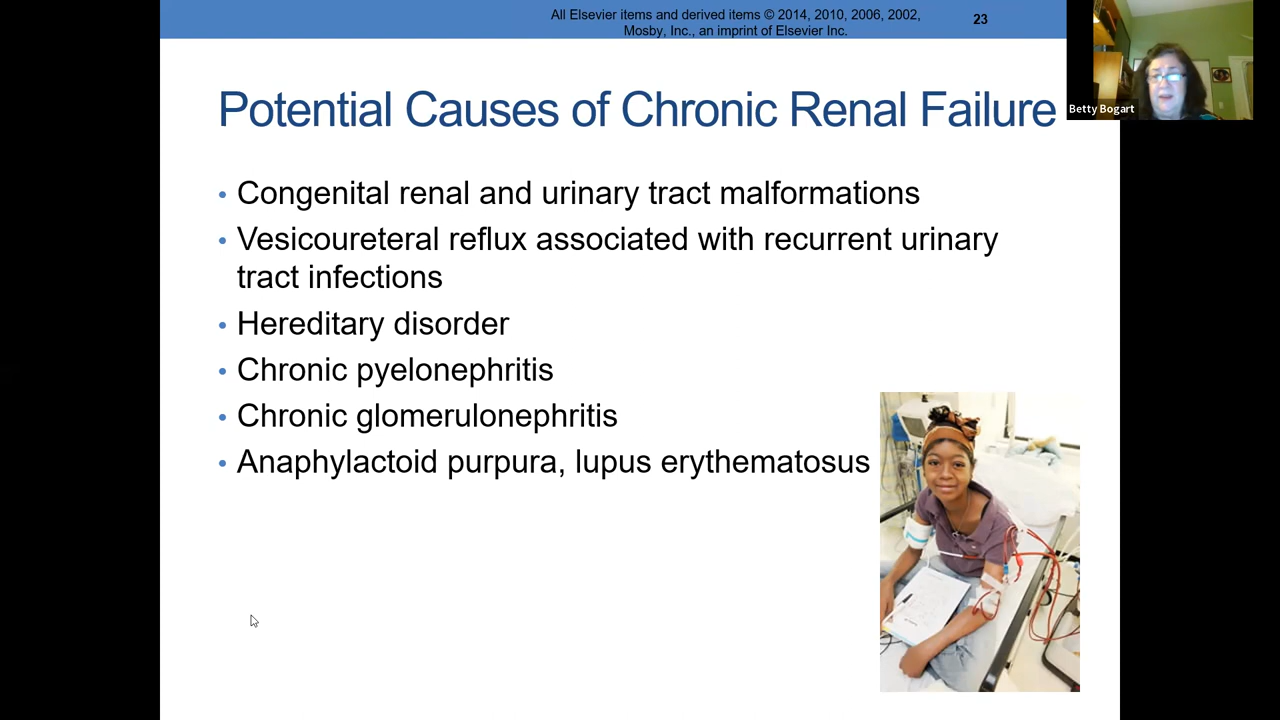 All Elsevier items and derived items © 2014, 2010, 2006, 2002,
Mosby, Inc., an imprint of Elsevier Inc.
23
Betty Bogart
Potential Causes of Chronic Renal Failure
• Congenital renal and urinary tract malformations
• Vesicoureteral reflux associated with recurrent urinary
tract infections
• Hereditary disorder
• Chronic pyelonephritis
• Chronic glomerulonephritis
• Anaphylactoid purpura, lupus erythematosus